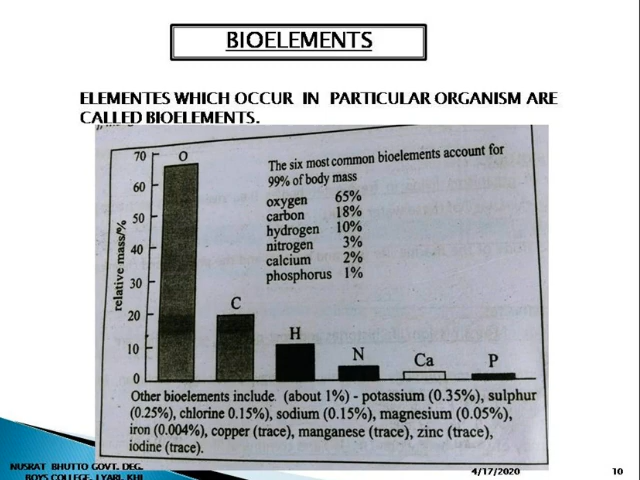 BIOELEMENTS
ELEMENTES WHICH OCCUR IN PARTICULAR ORGANISM ARE
CALLED BIOELEMENTS.
70
60
50
40
30
20
10
0
relative mass/%
O
C
H
N
Ca
P
The six most common bioelements account for
99% of body mass
oxygen 65%
carbon 18%
hydrogen 10%
nitrogen 3%
calcium 2%
phosphorus 1%
Other bioelements include. (about 1%) - potassium (0.35%), sulphur
(0.25%), chlorine 0.15%), sodium (0.15%), magnesium (0.05%),
iron (0.004%), copper (trace), manganese (trace), zinc (trace),
iodine (trace).
NUSRAT BHUTTO GOVT. DEG.
BOYS COLLEGE, LYARI, KHI
4/17/2020
10